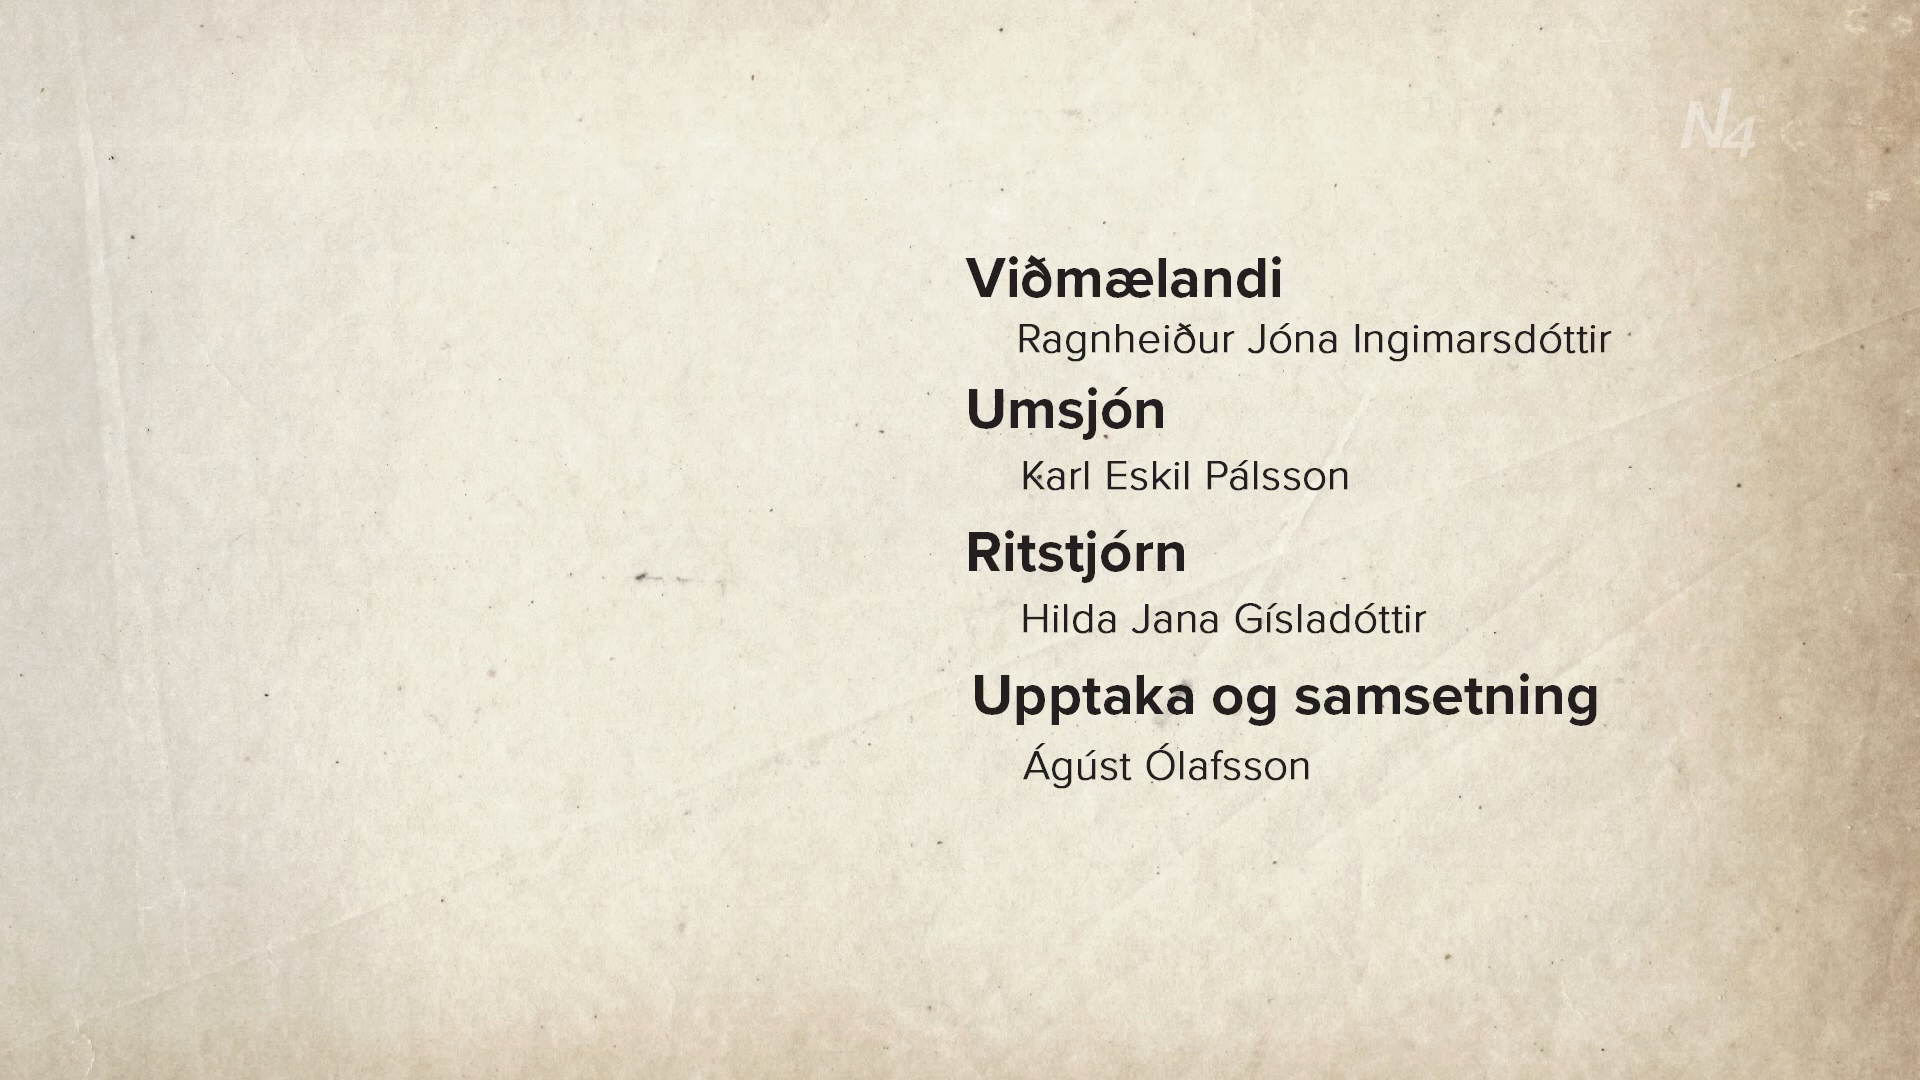 N4
Viðmælandi
Ragnheiður Jóna Ingimarsdóttir
Umsjón
Karl Eskil Pálsson
Ritstjórn
Hilda Jana Gísladóttir
Upptaka og samsetning
Ágúst Ólafsson